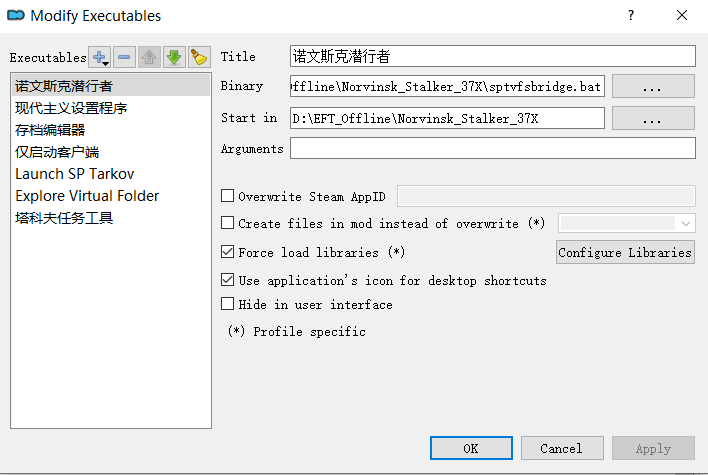 Modify Executables
Executables
诺文斯克潜行者
现代主义设置程序
存档编辑器
仅启动客户端
Launch SP Tarkov
Explore Virtual Folder
塔科夫任务工具
Title 诺文斯克潜行者
Binary ffline\Norvinsk_Stalker_37X\sptvfsbridge.bat ...
Start in D:\EFT_Offline\Norvinsk_Stalker_37X ...
Arguments
Overwrite Steam AppID
Create files in mod instead of overwrite (*)
Force load libraries (*) Configure Libraries
Use application's icon for desktop shortcuts
Hide in user interface
(*) Profile specific
OK Cancel Apply